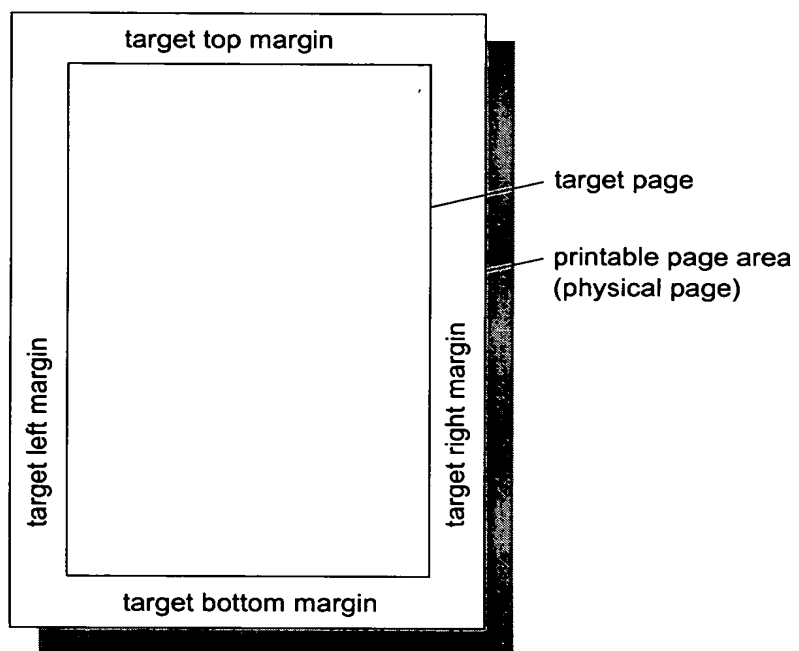 target top margin
target page
printable page area
(physical page)
target left margin
target right margin
target bottom margin